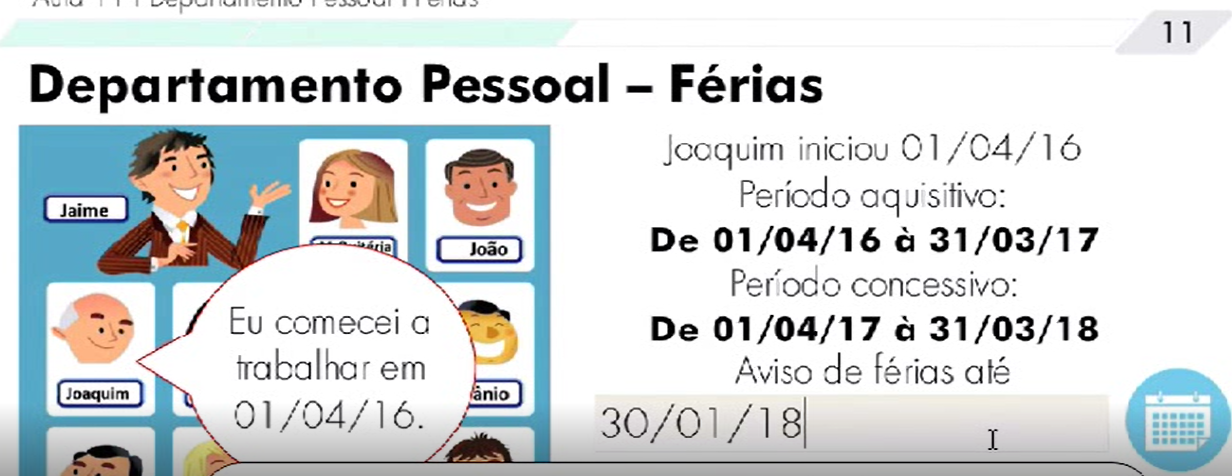 11
Departamento Pessoal – Férias
Jaime
João
Joaquim
Eu comecei a
trabalhar em
01/04/16.
Joaquim iniciou 01/04/16
Período aquisitivo:
De 01/04/16 à 31/03/17
Período concessivo:
De 01/04/17 à 31/03/18
Aviso de férias até
30/01/18